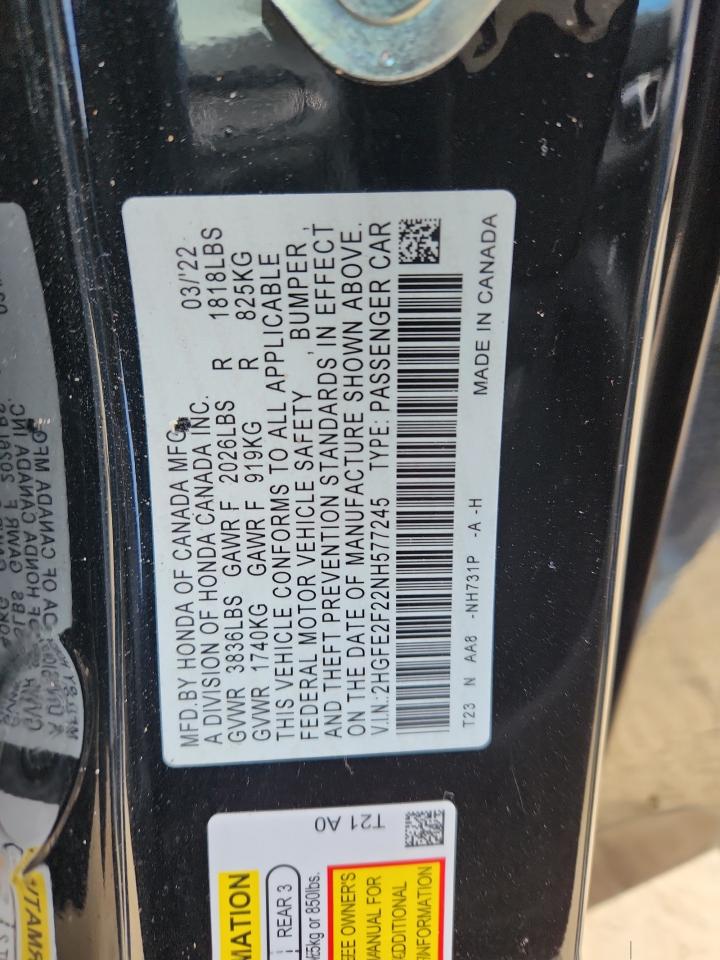 MFD.BY HONDA OF CANADA MFG. 03/'22
A DIVISION OF HONDA CANADA INC.
GVWR 3836LBS GAWR F 2026LBS R 1818LBS
GVWR 1740KG GAWR F 919KG R 825KG
THIS VEHICLE CONFORMS TO ALL APPLICABLE
FEDERAL MOTOR VEHICLE SAFETY , BUMPER ,
AND THEFT PREVENTION STANDARDS IN EFFECT
ON THE DATE OF MANUFACTURE SHOWN ABOVE.
V.I.N.:2HGFE2F22NH577245 TYPE: PASSENGER CAR
T23 N AA8 -NH731P -A -H
MADE IN CANADA
T21 A0
REAR 3
or 850lbs.
OWNER'S
MANUAL FOR
ADDITIONAL
INFORMATION